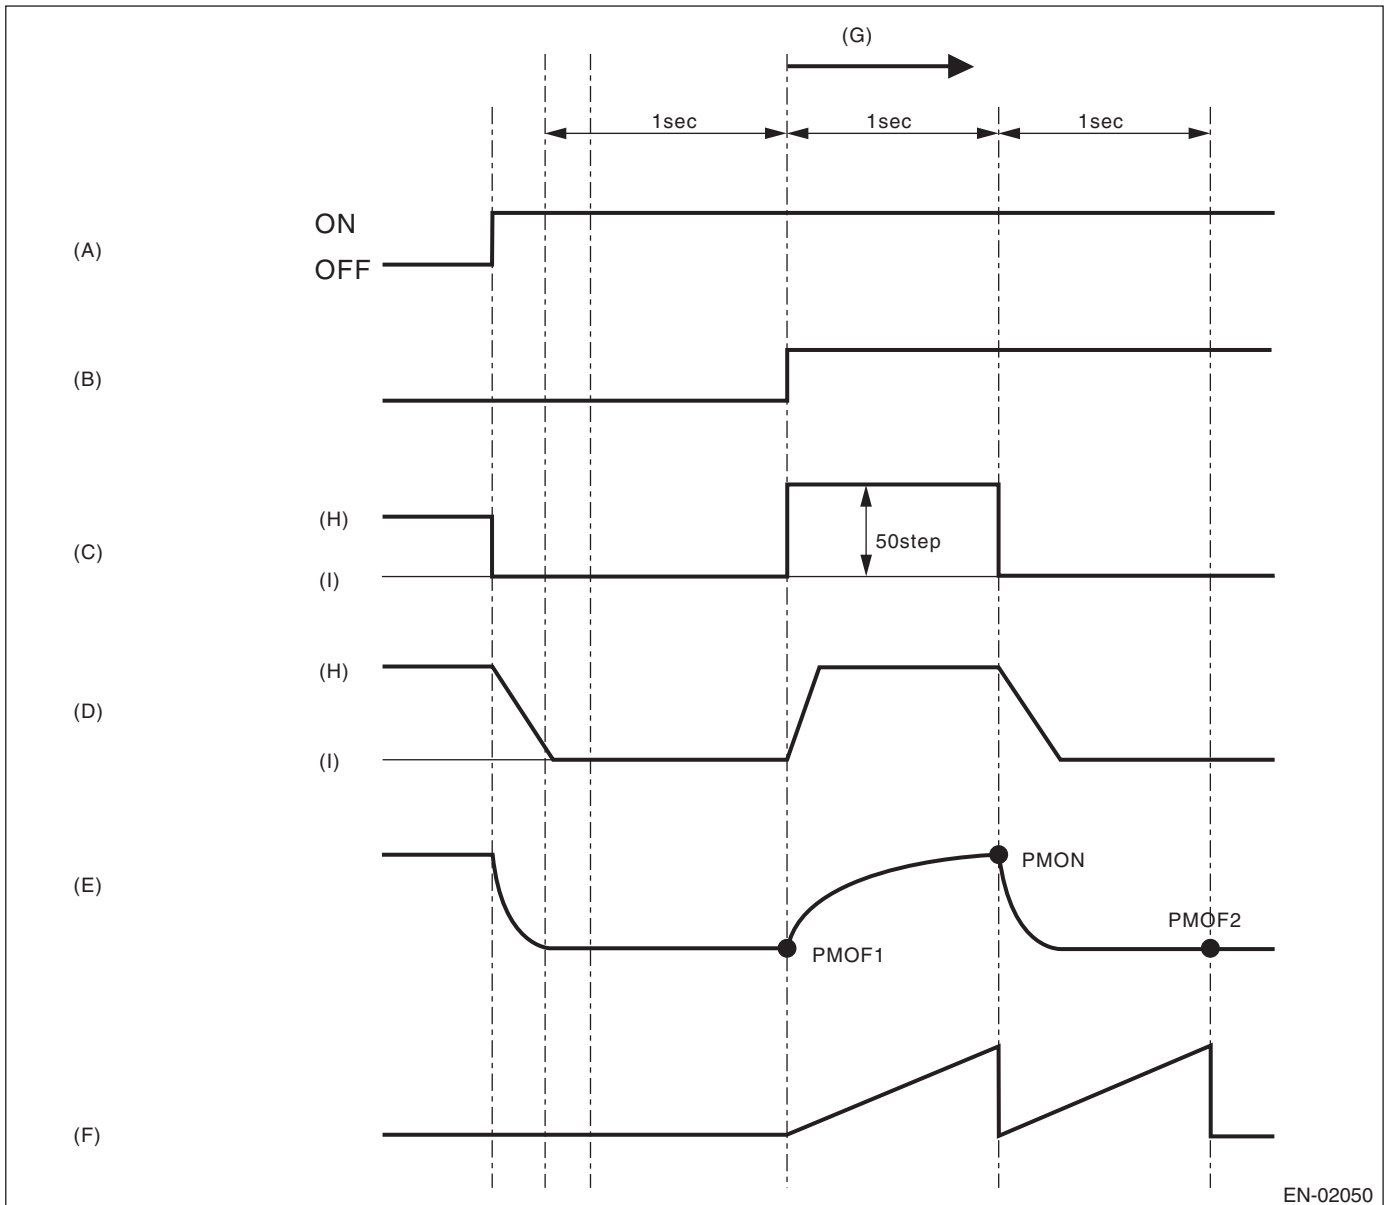 (G)
1sec 1sec 1sec
ON
(A)
OFF
(B)
(H)
50step
(C)
(I)
(H)
(D)
(I)
PMON
(E)
PMOF2
PMOF1
(F)
EN-02050